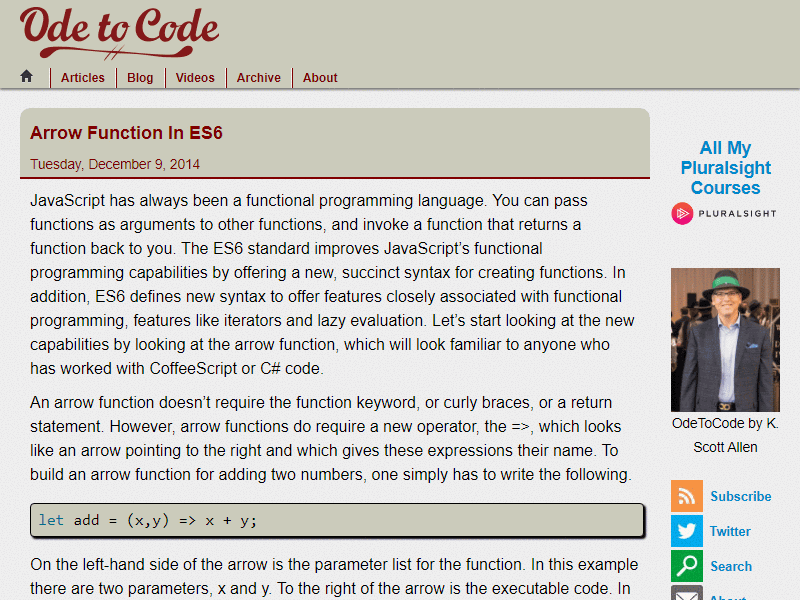 Ode to Code
Articles
Blog
Videos
Archive
About
Arrow Function In ES6
Tuesday, December 9, 2014
JavaScript has always been a functional programming language. You can pass
functions as arguments to other functions, and invoke a function that returns a
function back to you. The ES6 standard improves JavaScript’s functional
programming capabilities by offering a new, succinct syntax for creating functions. In
addition, ES6 defines new syntax to offer features closely associated with functional
programming, features like iterators and lazy evaluation. Let’s start looking at the new
capabilities by looking at the arrow function, which will look familiar to anyone who
has worked with CoffeeScript or C# code.
An arrow function doesn’t require the function keyword, or curly braces, or a return
statement. However, arrow functions do require a new operator, the =>, which looks
like an arrow pointing to the right and which gives these expressions their name. To
build an arrow function for adding two numbers, one simply has to write the following.
let add = (x,y) => x + y;
On the left-hand side of the arrow is the parameter list for the function. In this example
there are two parameters, x and y. To the right of the arrow is the executable code. In
All My
Pluralsight
Courses
PLURALSIGHT
OdeToCode by K.
Scott Allen
Subscribe
Twitter
Search
About